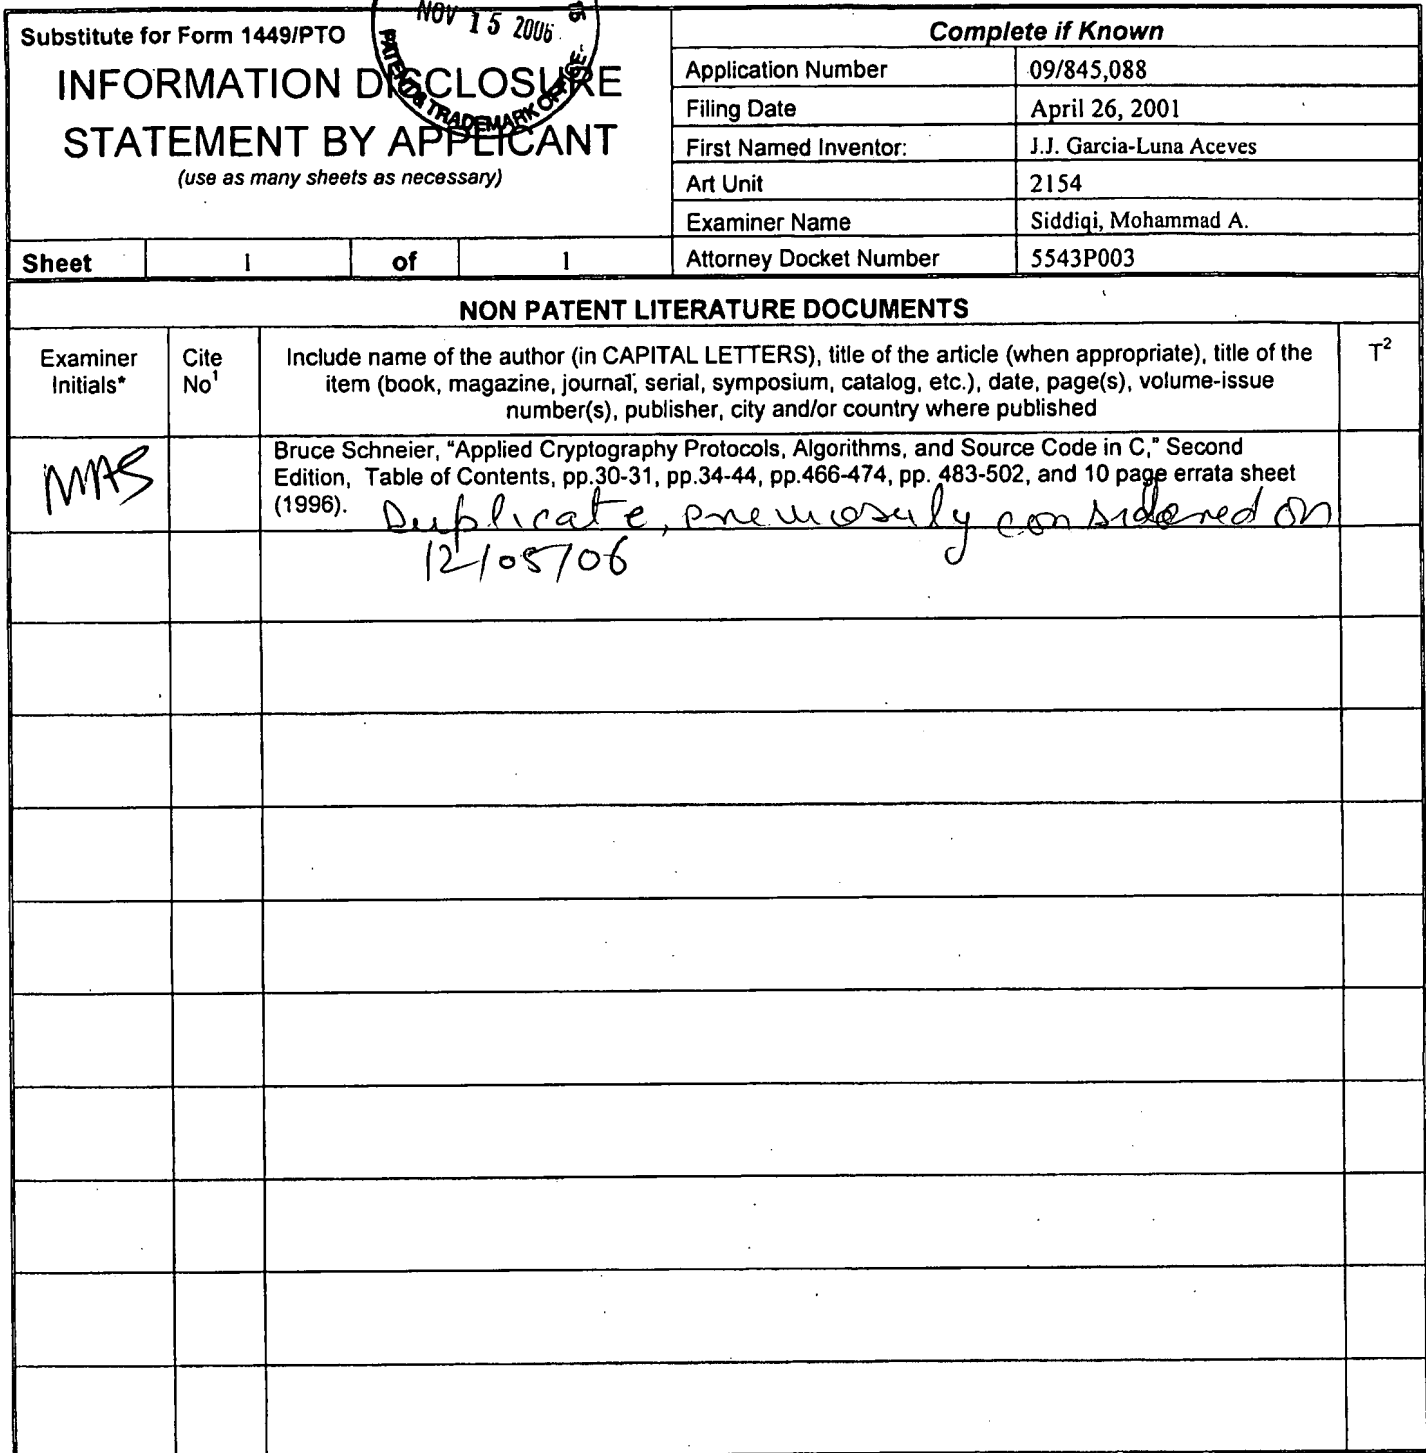 Substitute for Form 1449/PTO
INFORMATION DISCLOSURE
STATEMENT BY APPLICANT
(use as many sheets as necessary)
NOV 15 2006
PATENT & TRADEMARK OFFICE
Complete if Known
Application Number 09/845,088
Filing Date April 26, 2001
First Named Inventor: J.J. Garcia-Luna Aceves
Art Unit 2154
Examiner Name Siddiqi, Mohammad A.
Sheet 1 of 1 Attorney Docket Number 5543P003
NON PATENT LITERATURE DOCUMENTS
Examiner Initials*
Cite No1
Include name of the author (in CAPITAL LETTERS), title of the article (when appropriate), title of the
item (book, magazine, journal, serial, symposium, catalog, etc.), date, page(s), volume-issue
number(s), publisher, city and/or country where published
T2
MAS
Bruce Schneier, "Applied Cryptography Protocols, Algorithms, and Source Code in C," Second
Edition, Table of Contents, pp.30-31, pp.34-44, pp.466-474, pp. 483-502, and 10 page errata sheet
(1996).
Duplicate, previously considered on
12/05/06